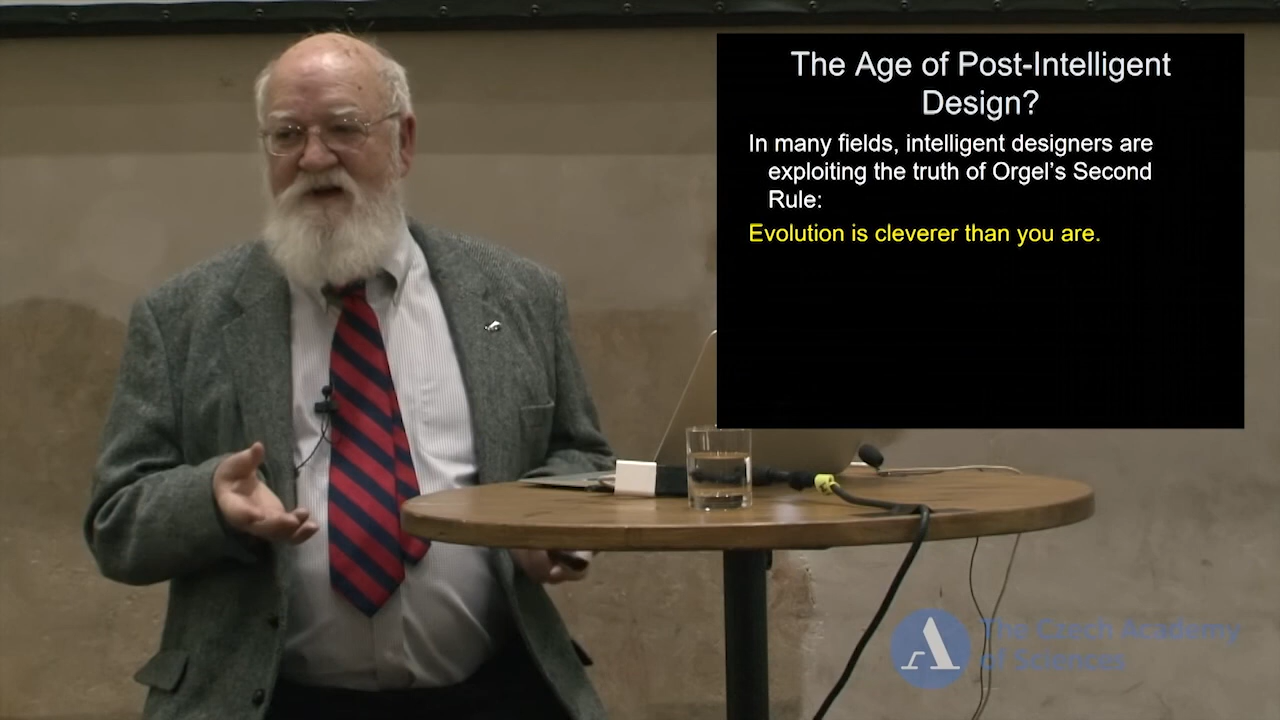 The Age of Post-Intelligent
Design?
In many fields, intelligent designers are
exploiting the truth of Orgel's Second
Rule:
Evolution is cleverer than you are.
The Czech Academy
of Sciences